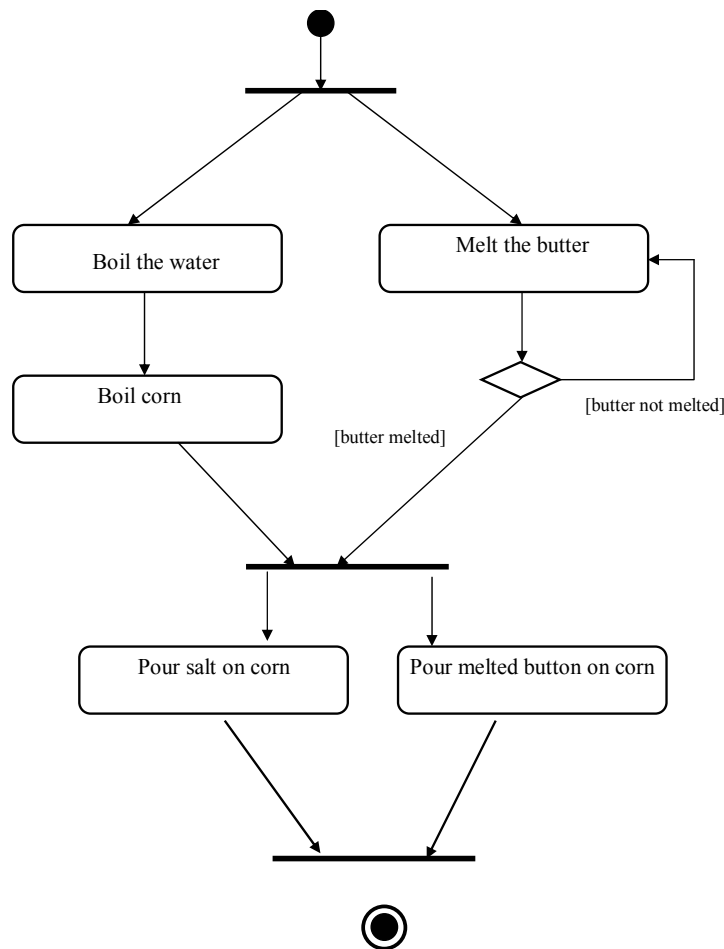 Boil the water
Melt the butter
Boil corn
[butter not melted]
[butter melted]
Pour salt on corn
Pour melted button on corn